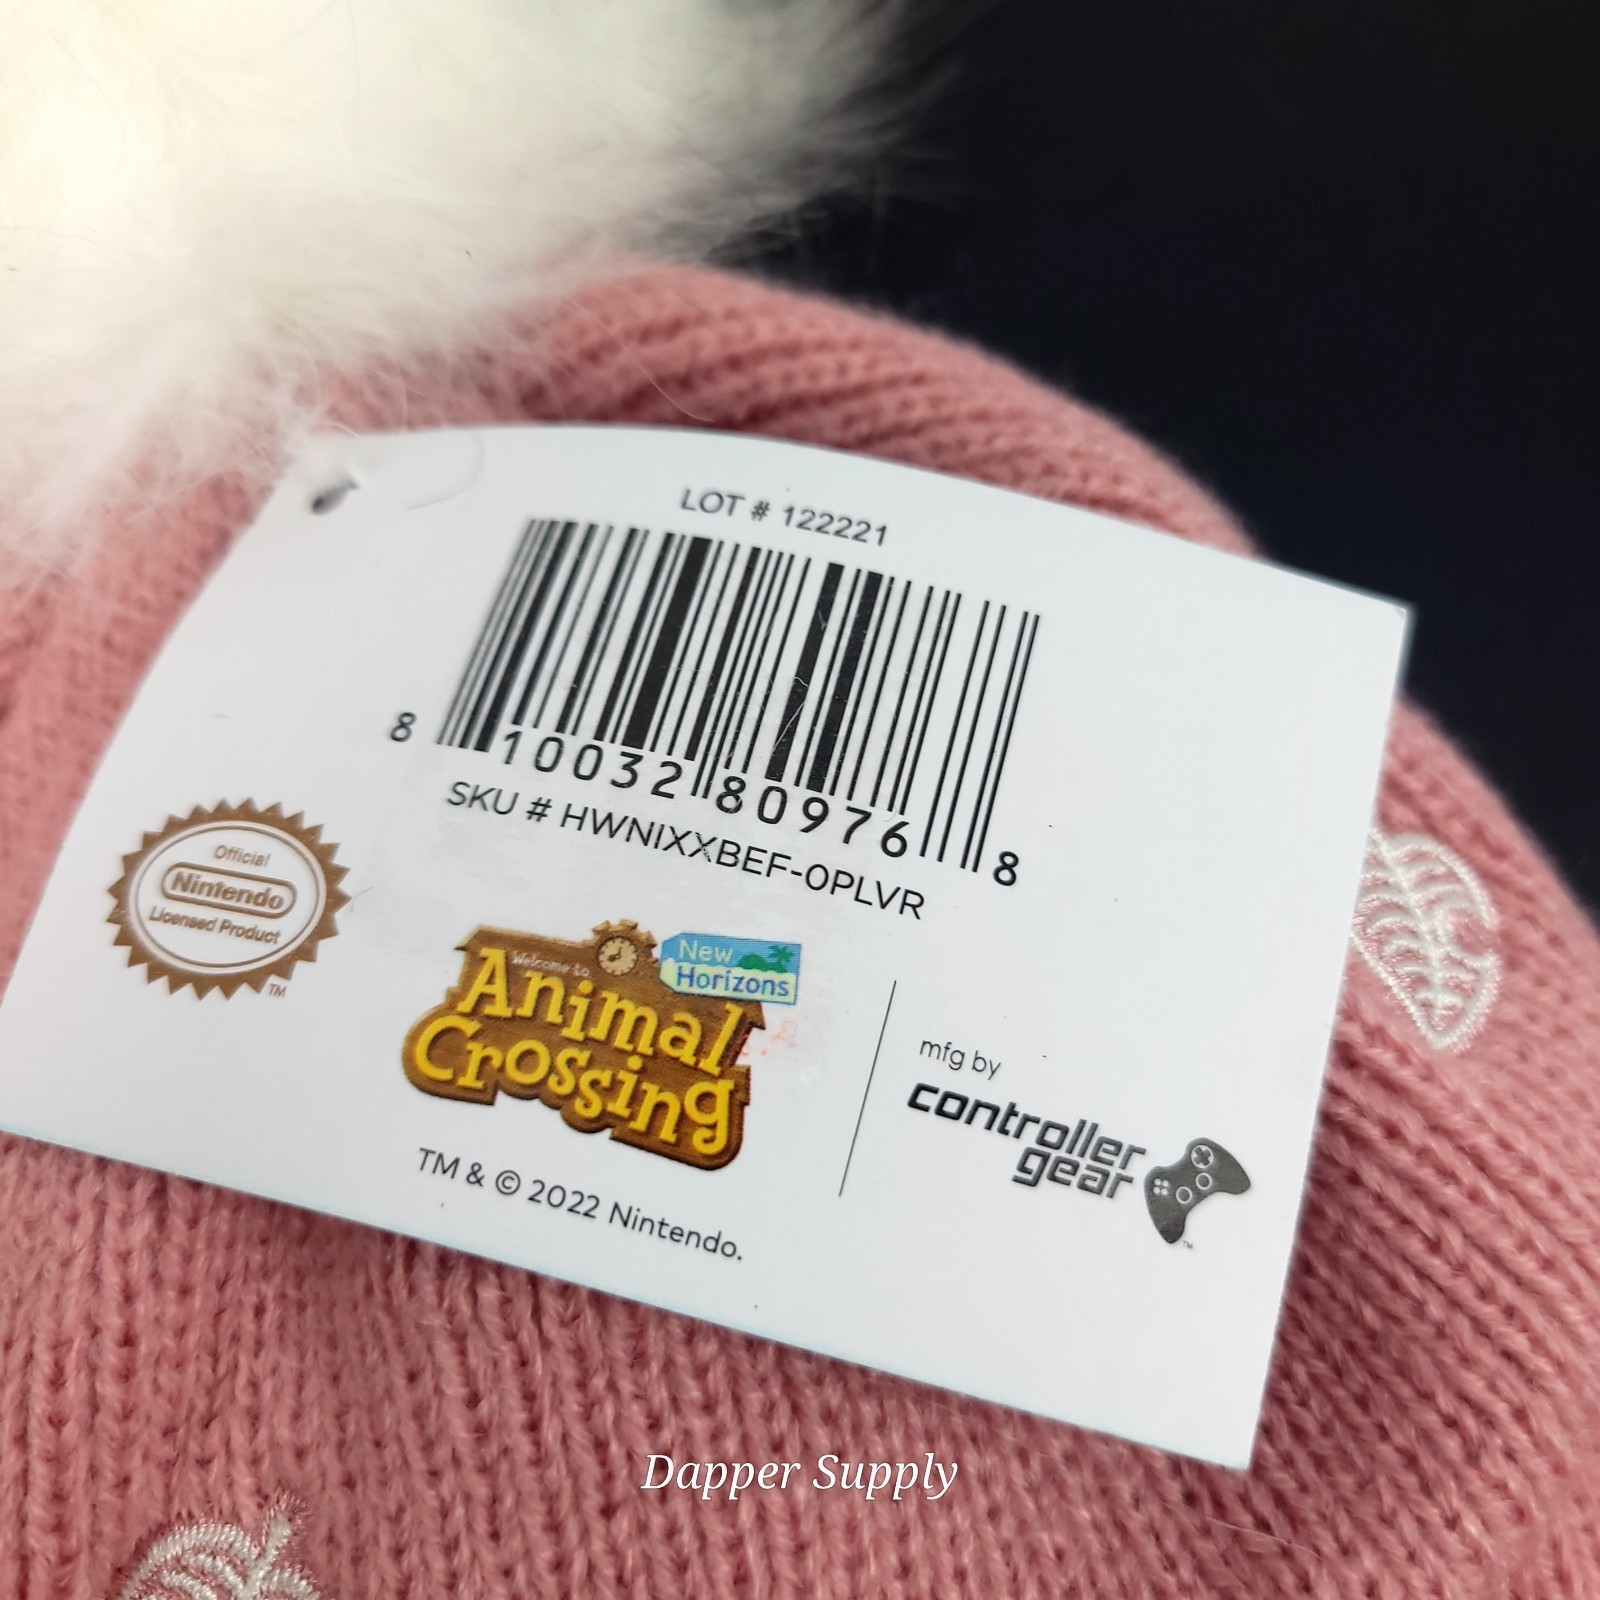 LOT # 122221
8 10032 80976 8
SKU # HWNIXXBEF-0PLVR
Official
Nintendo
Licensed Product
TM
Welcome to
Animal
Crossing
New
Horizons
TM & © 2022 Nintendo.
mfg by
controller
gear
TM
Dapper Supply